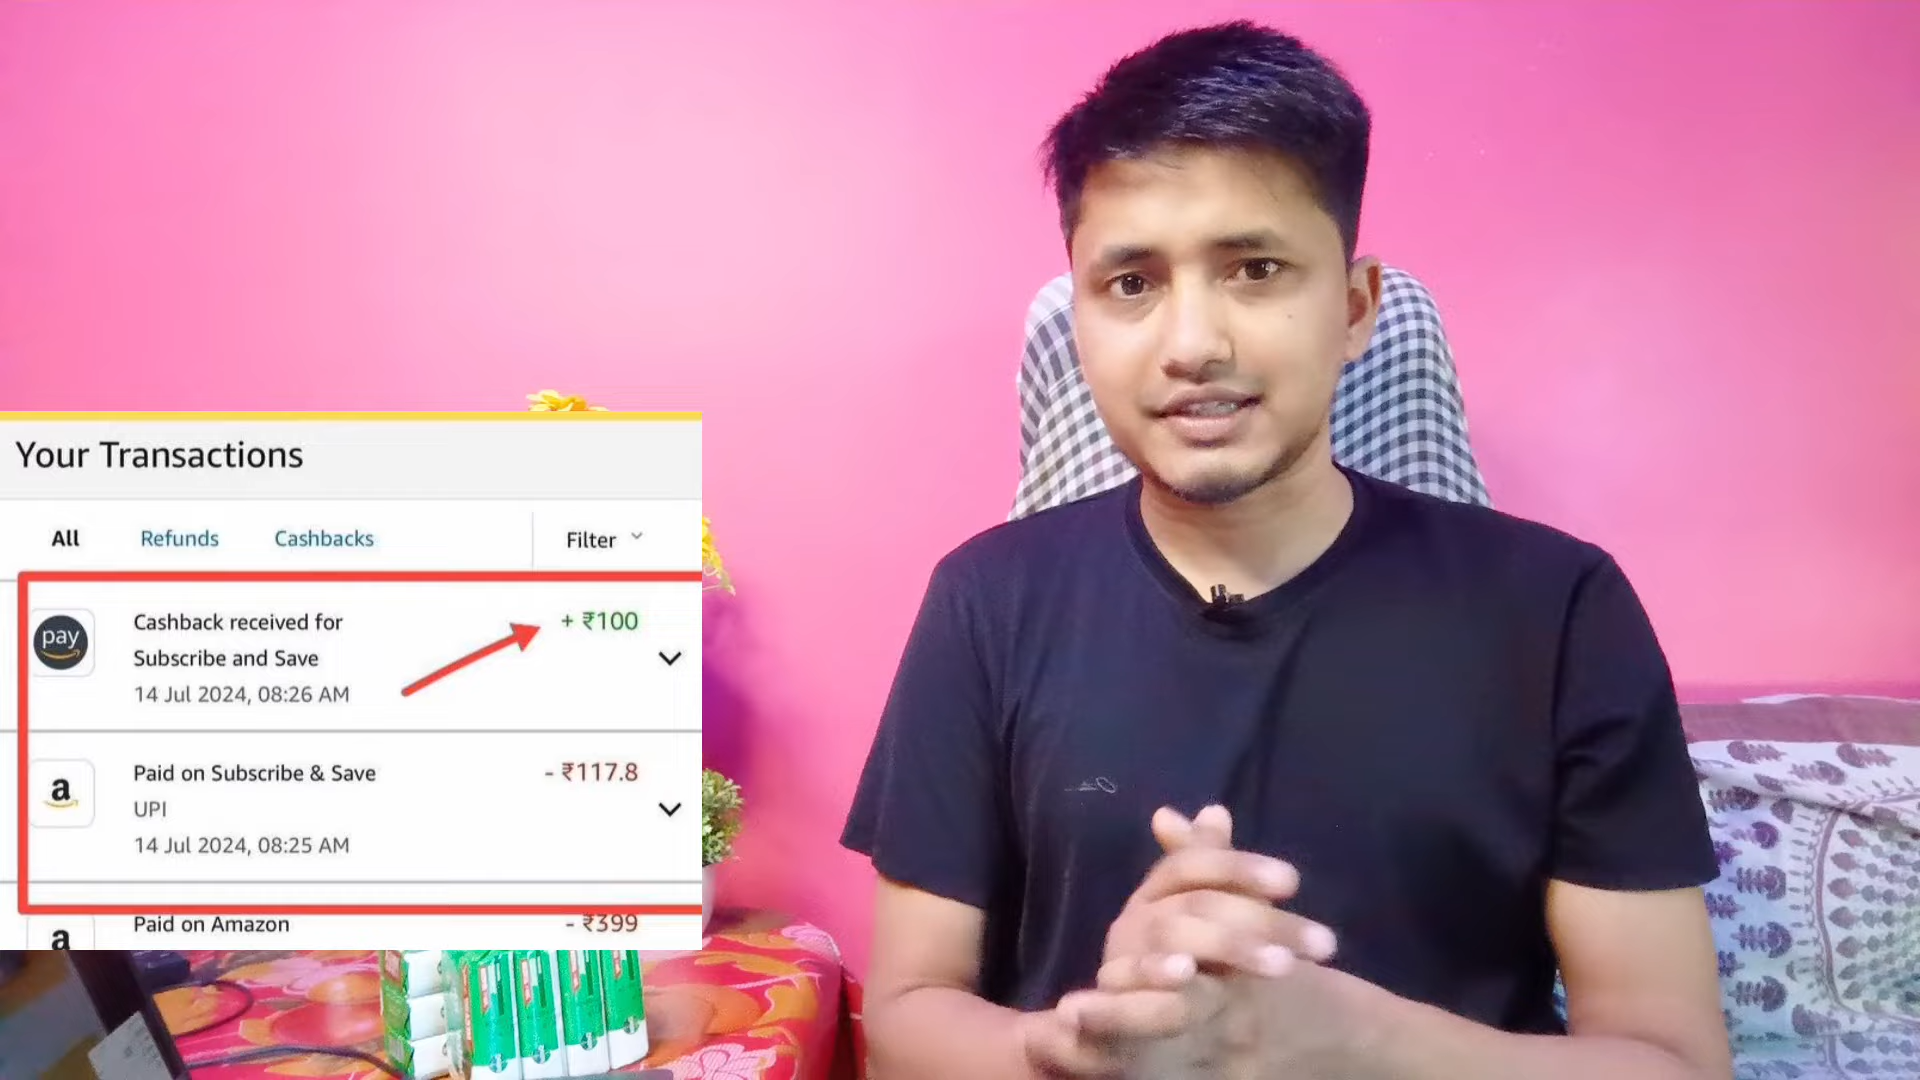 Your Transactions
All Refunds Cashbacks Filter
pay
Cashback received for
Subscribe and Save
14 Jul 2024, 08:26 AM
+ ₹100
a
Paid on Subscribe & Save
UPI
14 Jul 2024, 08:25 AM
- ₹117.8
a
Paid on Amazon
- ₹399